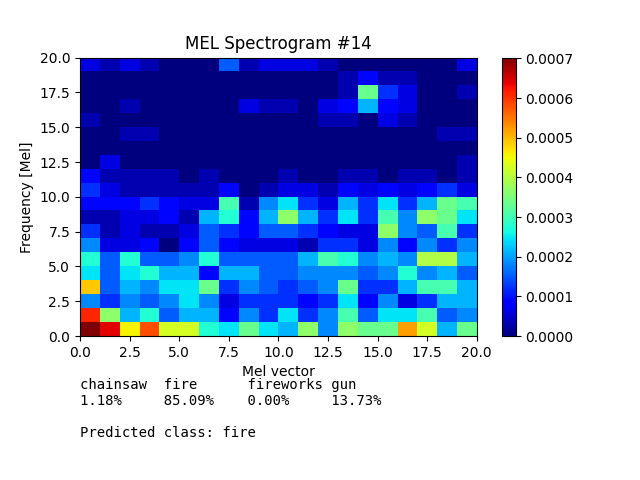 MEL Spectrogram #14
20.0
17.5
15.0
12.5
10.0
7.5
5.0
2.5
0.0
Frequency [Mel]
0.0 2.5 5.0 7.5 10.0 12.5 15.0 17.5 20.0
Mel vector
0.0007
0.0006
0.0005
0.0004
0.0003
0.0002
0.0001
0.0000
chainsaw fire fireworks gun
1.18% 85.09% 0.00% 13.73%
Predicted class: fire